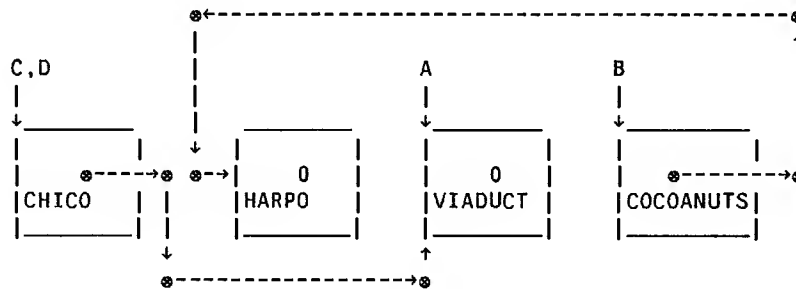 C,D A B
0 0
CHICO HARPO VIADUCT COCOANUTS